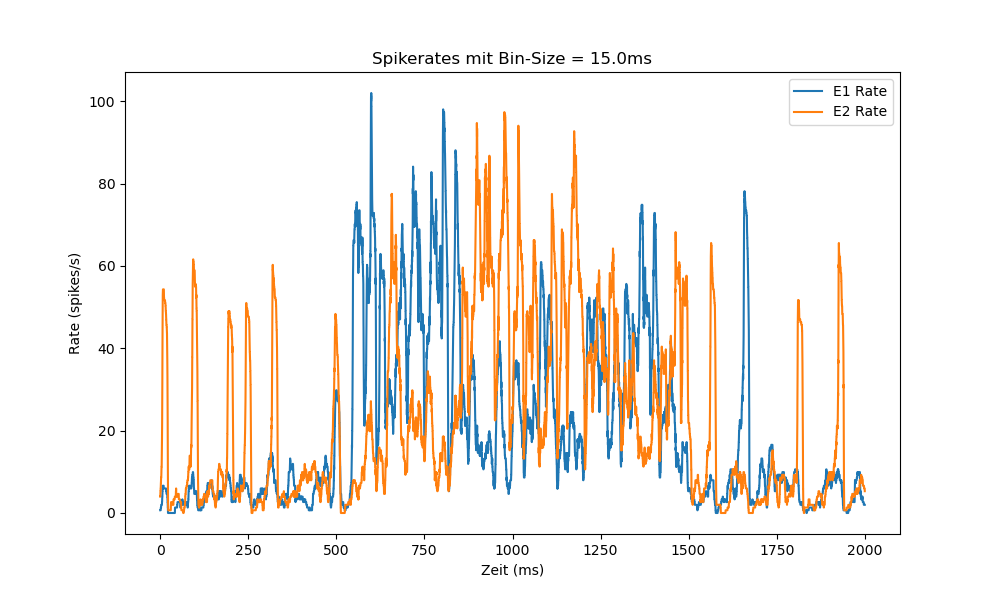 Spikerates mit Bin-Size = 15.0ms
E1 Rate
E2 Rate
100
80
60
40
20
0
Rate (spikes/s)
0 250 500 750 1000 1250 1500 1750 2000
Zeit (ms)